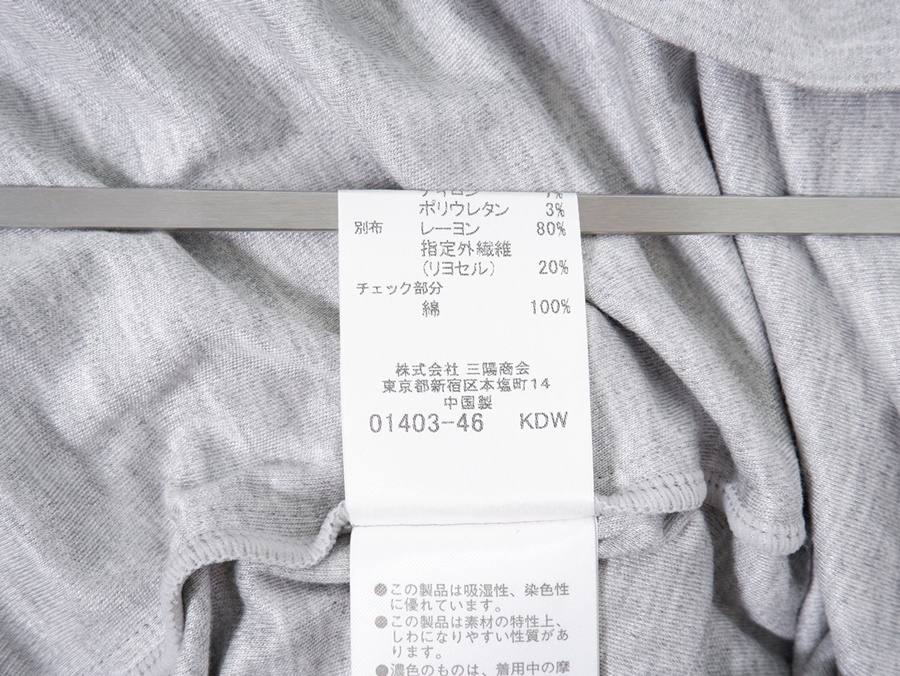 ポリウレタン 3%
別布 レーヨン 80%
指定外繊維
(リヨセル) 20%
チェック部分
綿 100%
株式会社 三陽商会
東京都新宿区本塩町14
中国製
01403-46 KDW
●この製品は吸湿性、染色性
に優れています。
●この製品は素材の特性上、
しわになりやすい性質があ
ります。
●濃色のものは、着用中の摩